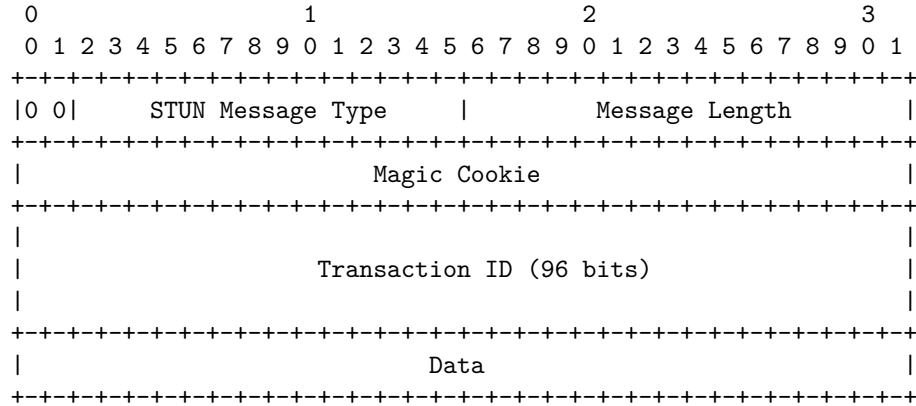 0                   1                   2                   3
 0 1 2 3 4 5 6 7 8 9 0 1 2 3 4 5 6 7 8 9 0 1 2 3 4 5 6 7 8 9 0 1
+-+-+-+-+-+-+-+-+-+-+-+-+-+-+-+-+-+-+-+-+-+-+-+-+-+-+-+-+-+-+-+-+
|0 0|     STUN Message Type     |         Message Length        |
+-+-+-+-+-+-+-+-+-+-+-+-+-+-+-+-+-+-+-+-+-+-+-+-+-+-+-+-+-+-+-+-+
|                         Magic Cookie                          |
+-+-+-+-+-+-+-+-+-+-+-+-+-+-+-+-+-+-+-+-+-+-+-+-+-+-+-+-+-+-+-+-+
|                                                               |
|                     Transaction ID (96 bits)                  |
|                                                               |
+-+-+-+-+-+-+-+-+-+-+-+-+-+-+-+-+-+-+-+-+-+-+-+-+-+-+-+-+-+-+-+-+
|                             Data                              |
+-+-+-+-+-+-+-+-+-+-+-+-+-+-+-+-+-+-+-+-+-+-+-+-+-+-+-+-+-+-+-+-+